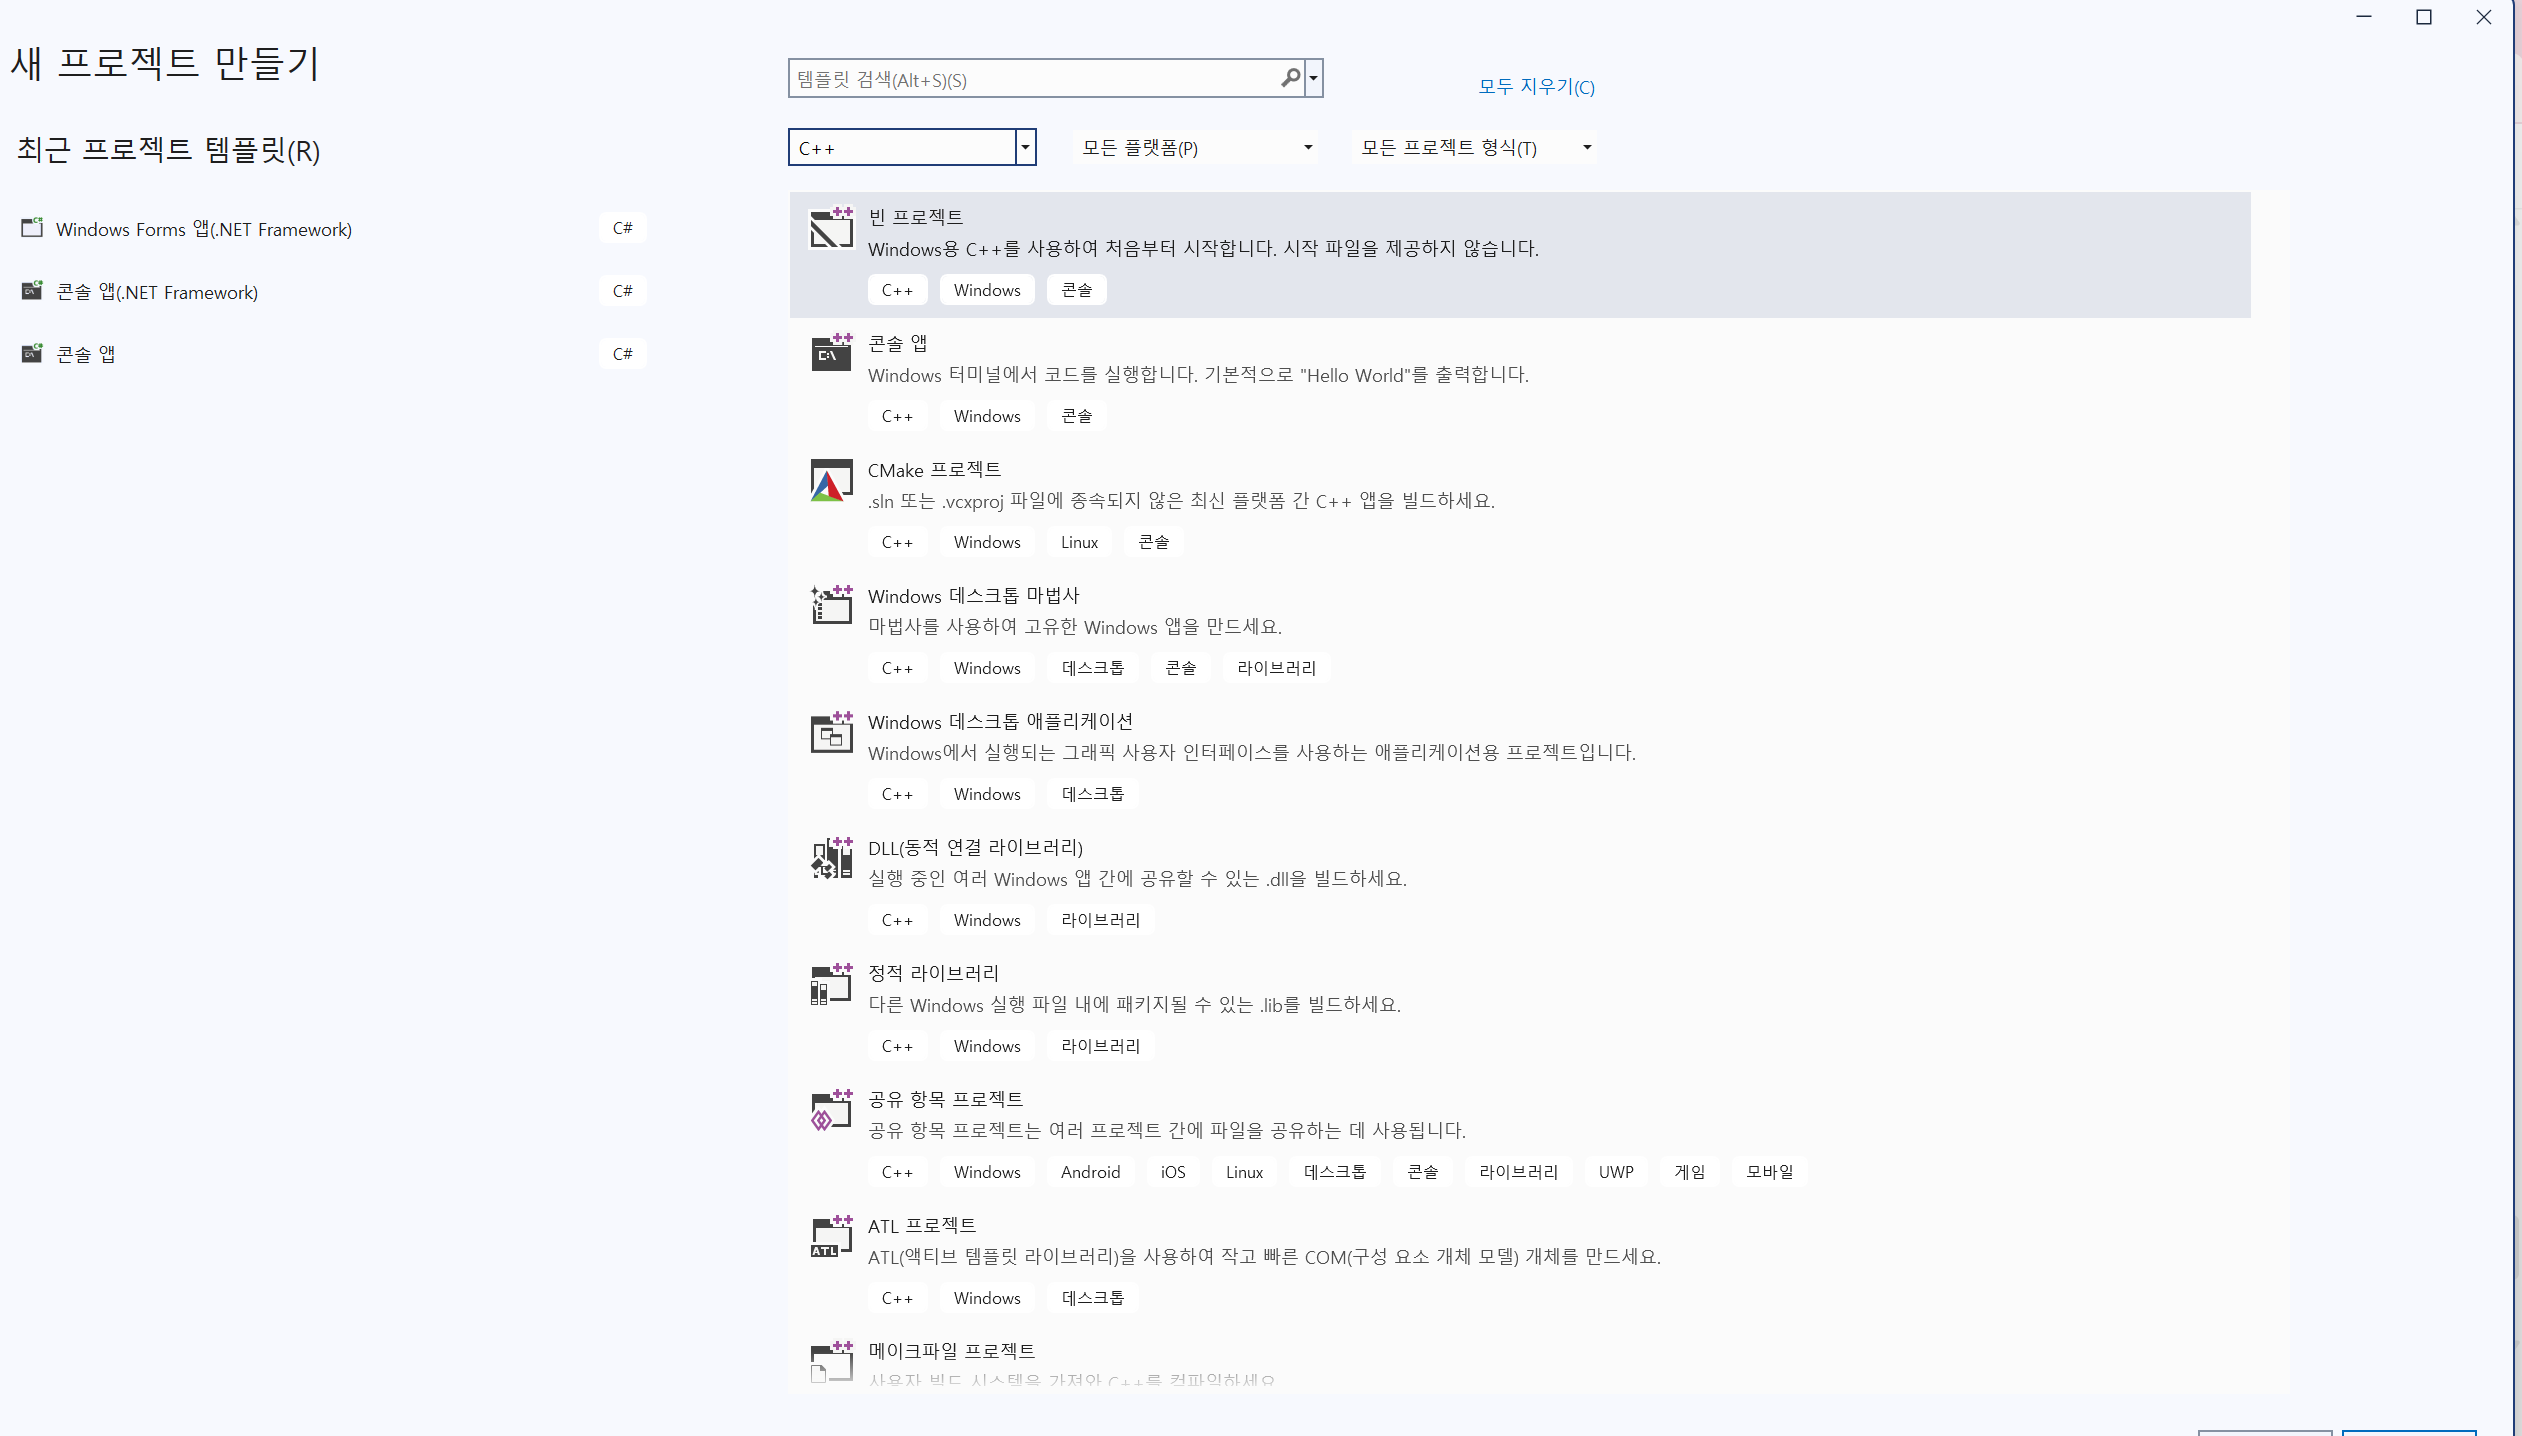 새 프로젝트 만들기
최근 프로젝트 템플릿(R)
Windows Forms 앱(.NET Framework) C#
콘솔 앱(.NET Framework) C#
콘솔 앱 C#
템플릿 검색(Alt+S)(S)
모두 지우기(C)
C++ 모든 플랫폼(P) 모든 프로젝트 형식(T)
빈 프로젝트
Windows용 C++를 사용하여 처음부터 시작합니다. 시작 파일을 제공하지 않습니다.
C++ Windows 콘솔
콘솔 앱
Windows 터미널에서 코드를 실행합니다. 기본적으로 "Hello World"를 출력합니다.
C++ Windows 콘솔
CMake 프로젝트
.sln 또는 .vcxproj 파일에 종속되지 않은 최신 플랫폼 간 C++ 앱을 빌드하세요.
C++ Windows Linux 콘솔
Windows 데스크톱 마법사
마법사를 사용하여 고유한 Windows 앱을 만드세요.
C++ Windows 데스크톱 콘솔 라이브러리
Windows 데스크톱 애플리케이션
Windows에서 실행되는 그래픽 사용자 인터페이스를 사용하는 애플리케이션용 프로젝트입니다.
C++ Windows 데스크톱
DLL(동적 연결 라이브러리)
실행 중인 여러 Windows 앱 간에 공유할 수 있는 .dll을 빌드하세요.
C++ Windows 라이브러리
정적 라이브러리
다른 Windows 실행 파일 내에 패키지될 수 있는 .lib를 빌드하세요.
C++ Windows 라이브러리
공유 항목 프로젝트
공유 항목 프로젝트는 여러 프로젝트 간에 파일을 공유하는 데 사용됩니다.
C++ Windows Android iOS Linux 데스크톱 콘솔 라이브러리 UWP 게임 모바일
ATL 프로젝트
ATL(액티브 템플릿 라이브러리)을 사용하여 작고 빠른 COM(구성 요소 개체 모델) 개체를 만드세요.
C++ Windows 데스크톱
메이크파일 프로젝트
사용자 빌드 시스템을 가져와 C++를 컴파일하세요